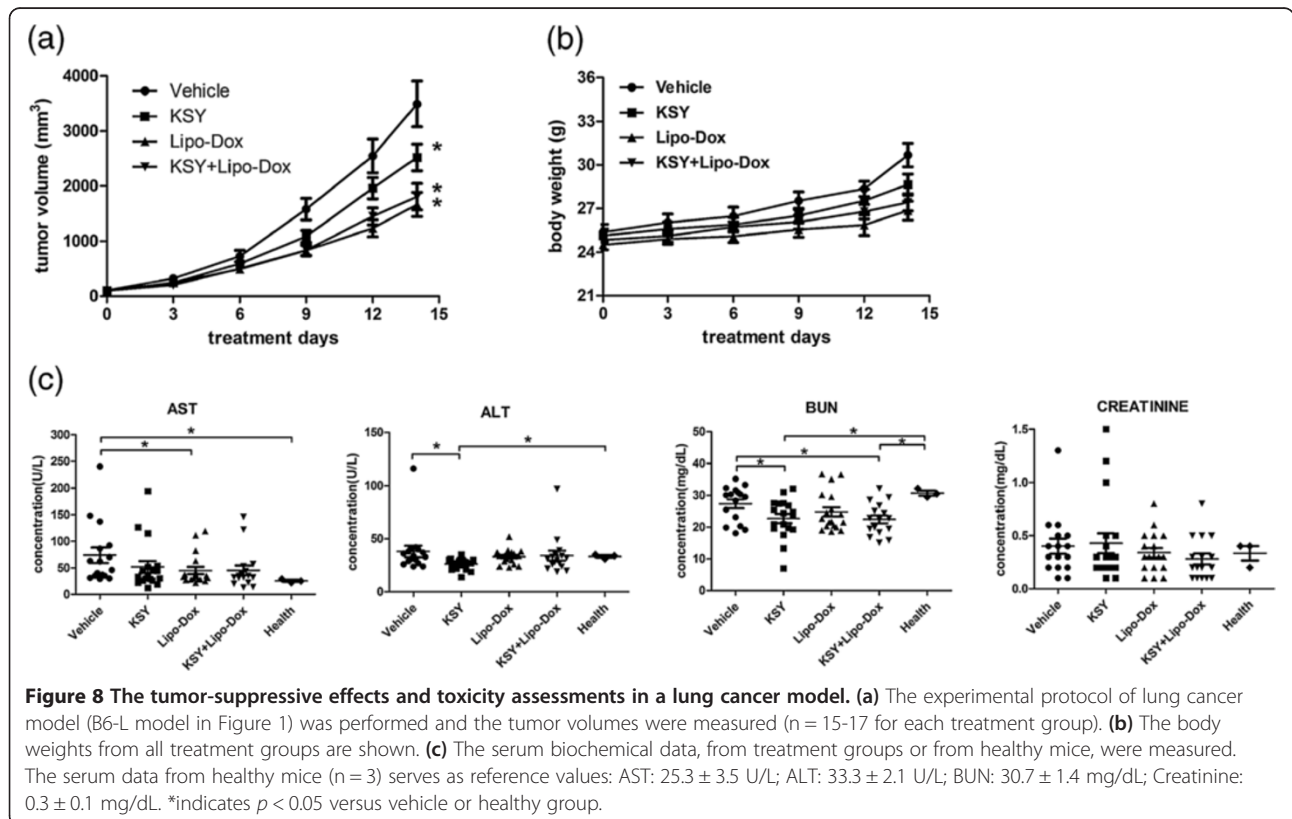 (a)
4000
3000
2000
1000
0
tumor volume (mm³)
Vehicle
KSY
Lipo-Dox
KSY+Lipo-Dox
*
*
*
0 3 6 9 12 15
treatment days
(b)
36
33
30
27
24
21
body weight (g)
Vehicle
KSY
Lipo-Dox
KSY+Lipo-Dox
0 3 6 9 12 15
treatment days
(c)
AST
300
250
200
150
100
50
0
concentration(U/L)
*
*
Vehicle KSY Lipo-Dox KSY+Lipo-Dox Health
ALT
150
100
50
0
concentration(U/L)
*
*
Vehicle KSY Lipo-Dox KSY+Lipo-Dox Health
BUN
50
40
30
20
10
0
concentration(mg/dL)
*
*
*
*
Vehicle KSY Lipo-Dox KSY+Lipo-Dox Health
CREATININE
1.5
1.0
0.5
0.0
concentration(mg/dL)
Vehicle KSY Lipo-Dox KSY+Lipo-Dox Health
Figure 8 The tumor-suppressive effects and toxicity assessments in a lung cancer model. (a) The experimental protocol of lung cancer
model (B6-L model in Figure 1) was performed and the tumor volumes were measured (n = 15-17 for each treatment group). (b) The body
weights from all treatment groups are shown. (c) The serum biochemical data, from treatment groups or from healthy mice, were measured.
The serum data from healthy mice (n = 3) serves as reference values: AST: 25.3 ± 3.5 U/L; ALT: 33.3 ± 2.1 U/L; BUN: 30.7 ± 1.4 mg/dL; Creatinine:
0.3 ± 0.1 mg/dL. *indicates p < 0.05 versus vehicle or healthy group.